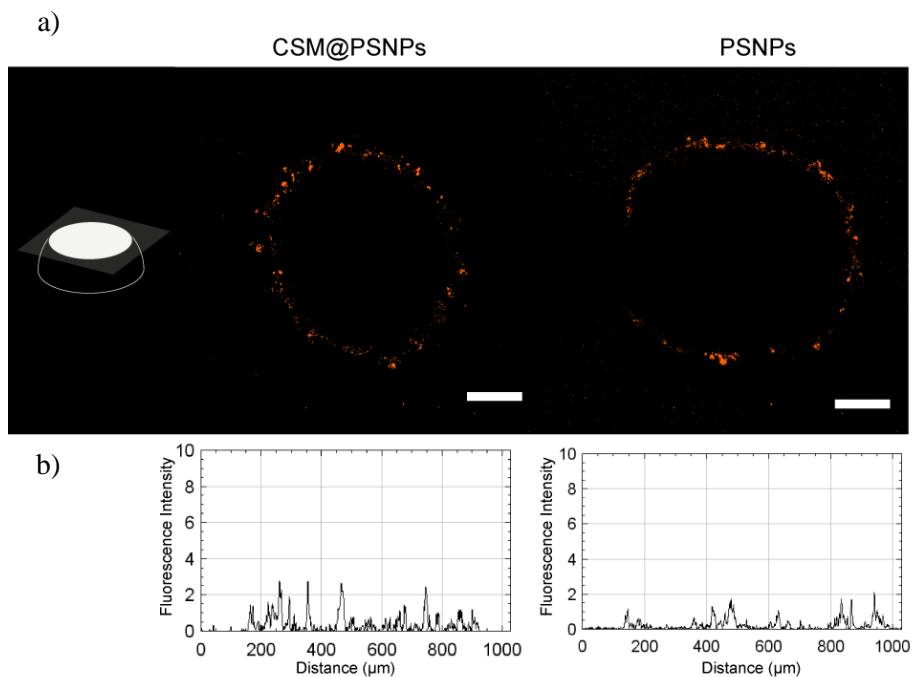 a)
CSM@PSNPs PSNPs
b)
10 10
8 8
6 6
4 4
2 2
0 0
Fluorescence Intensity Fluorescence Intensity
0 200 400 600 800 1000 0 200 400 600 800 1000
Distance (µm) Distance (µm)